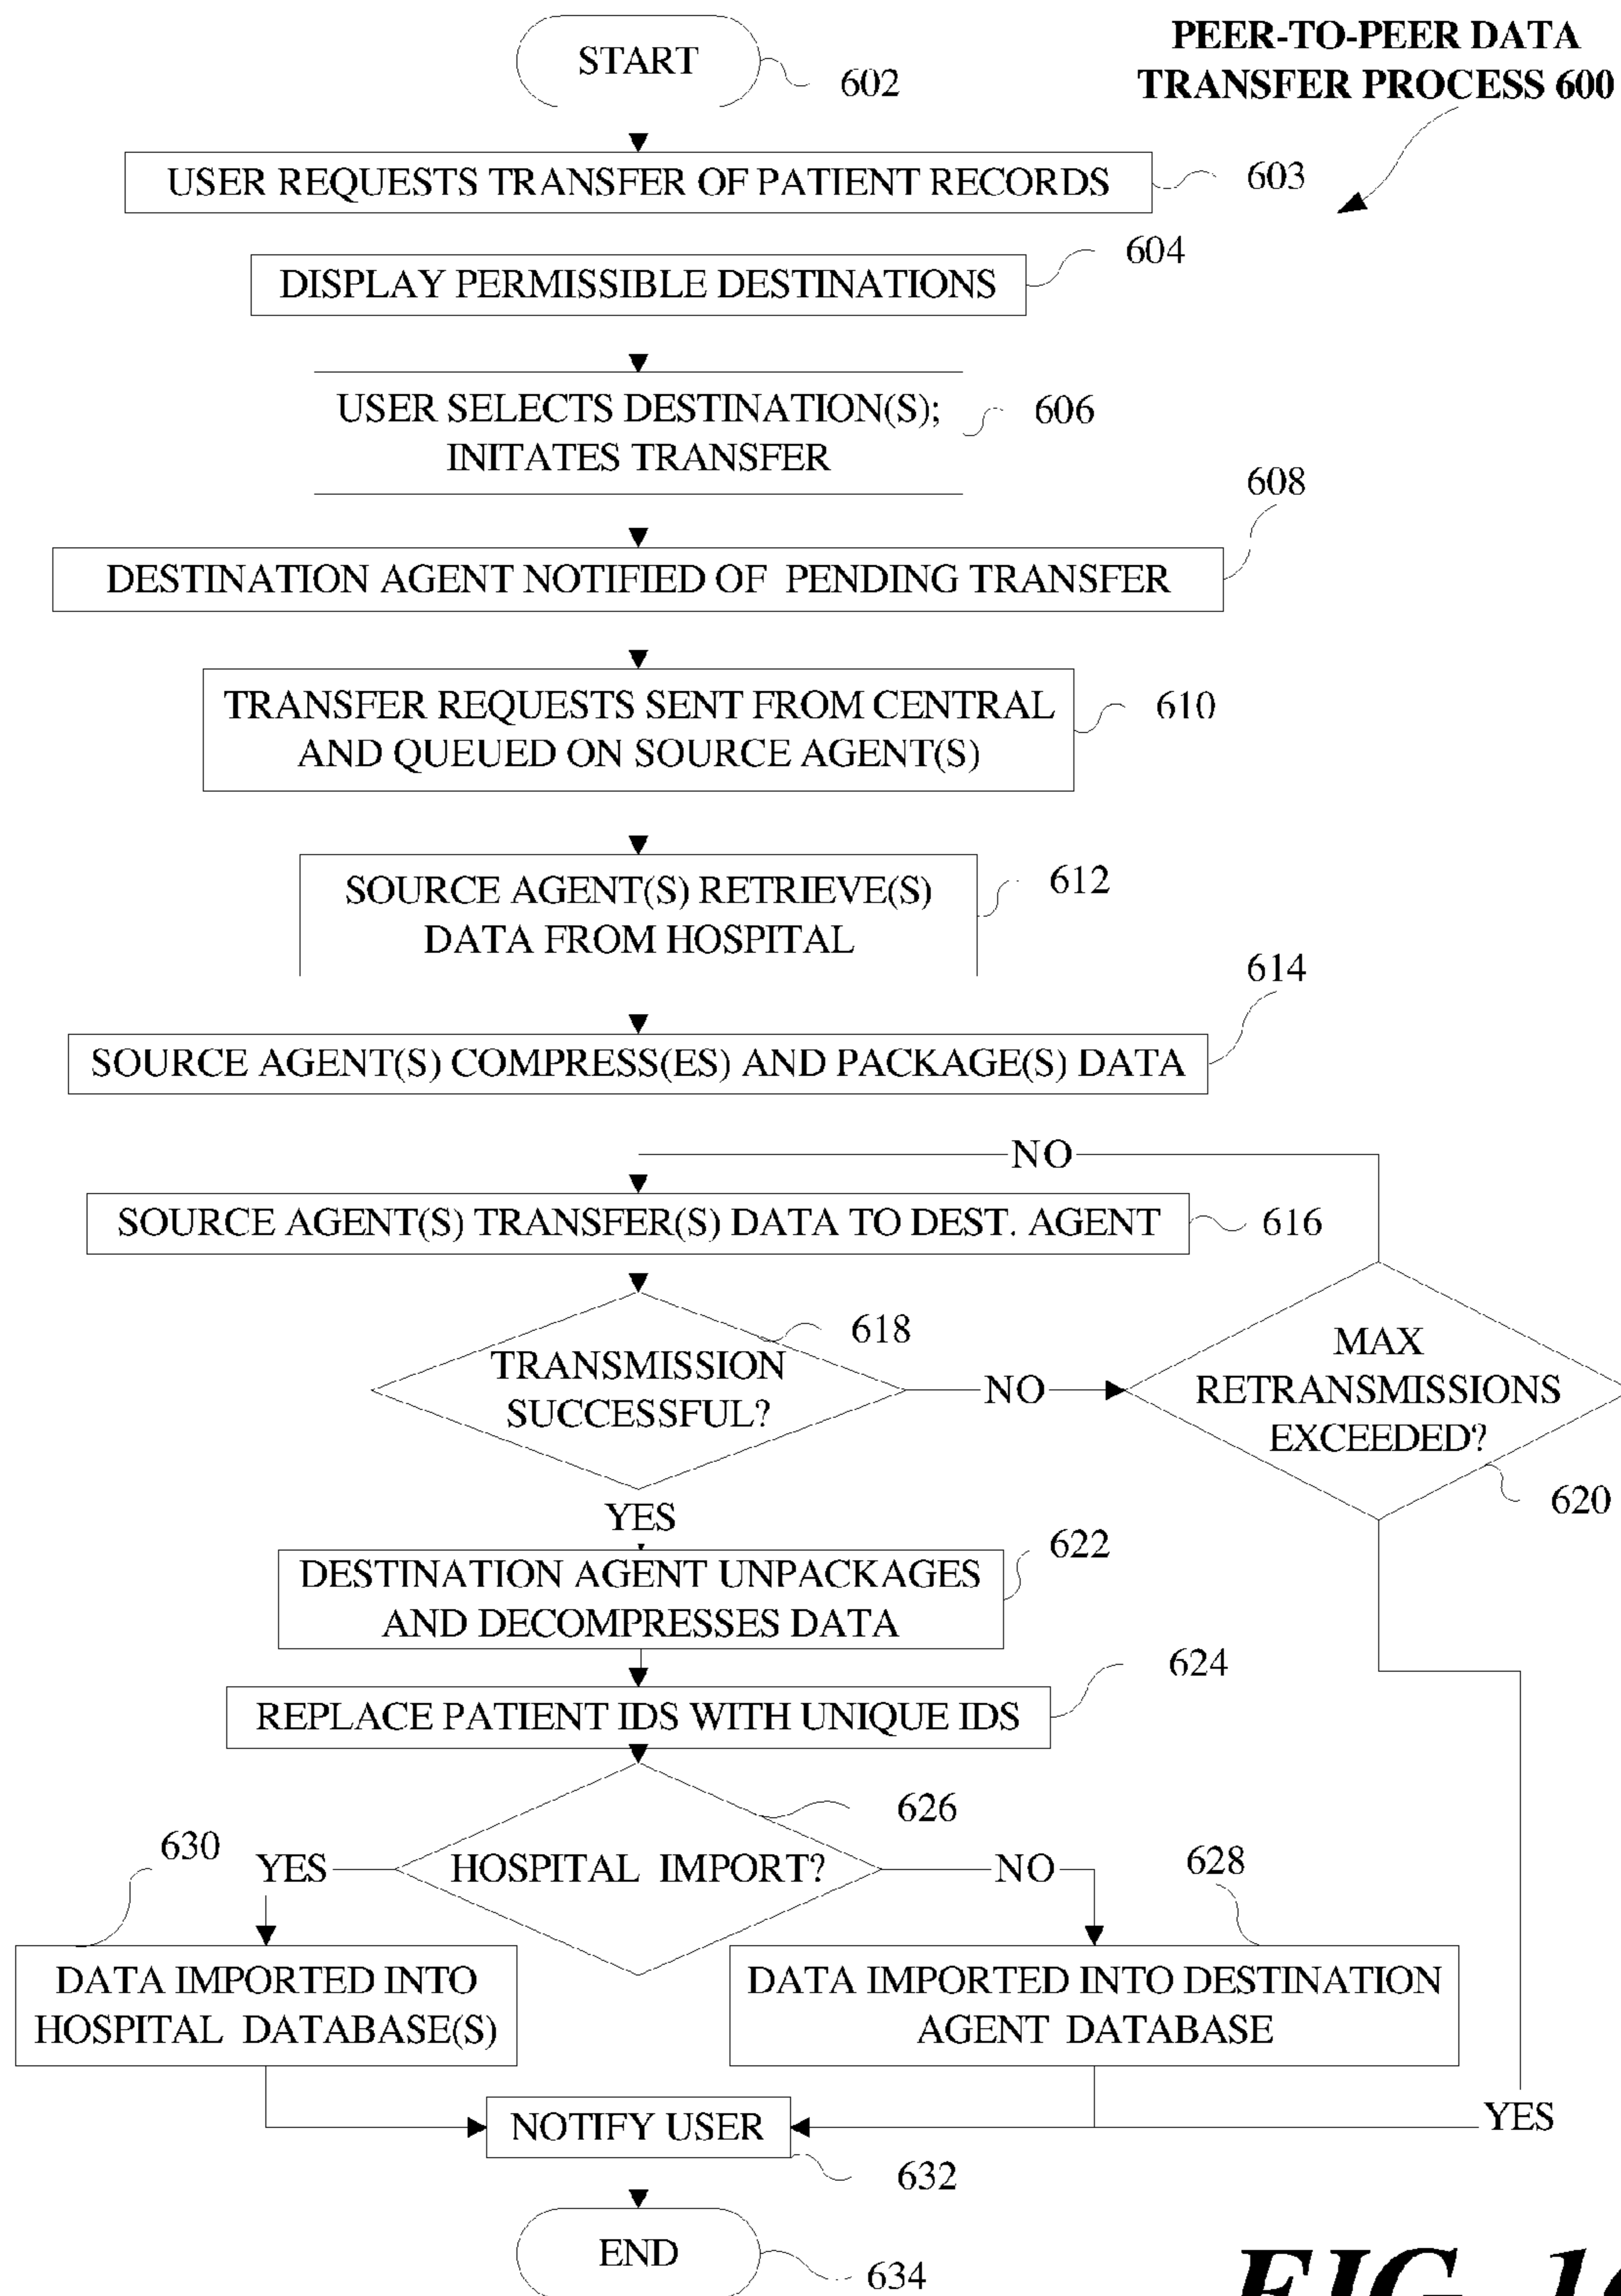 START
602
PEER-TO-PEER DATA
TRANSFER PROCESS 600
USER REQUESTS TRANSFER OF PATIENT RECORDS
603
604
DISPLAY PERMISSIBLE DESTINATIONS
USER SELECTS DESTINATION(S);
INITATES TRANSFER
606
608
DESTINATION AGENT NOTIFIED OF PENDING TRANSFER
TRANSFER REQUESTS SENT FROM CENTRAL
AND QUEUED ON SOURCE AGENT(S)
610
SOURCE AGENT(S) RETRIEVE(S)
DATA FROM HOSPITAL
612
614
SOURCE AGENT(S) COMPRESS(ES) AND PACKAGE(S) DATA
NO
SOURCE AGENT(S) TRANSFER(S) DATA TO DEST. AGENT
616
618
TRANSMISSION
SUCCESSFUL?
NO
MAX
RETRANSMISSIONS
EXCEEDED?
620
YES
622
DESTINATION AGENT UNPACKAGES
AND DECOMPRESSES DATA
624
REPLACE PATIENT IDS WITH UNIQUE IDS
626
630
YES
HOSPITAL IMPORT?
NO
628
DATA IMPORTED INTO
HOSPITAL DATABASE(S)
DATA IMPORTED INTO DESTINATION
AGENT DATABASE
NOTIFY USER
YES
632
END
634
FIG.